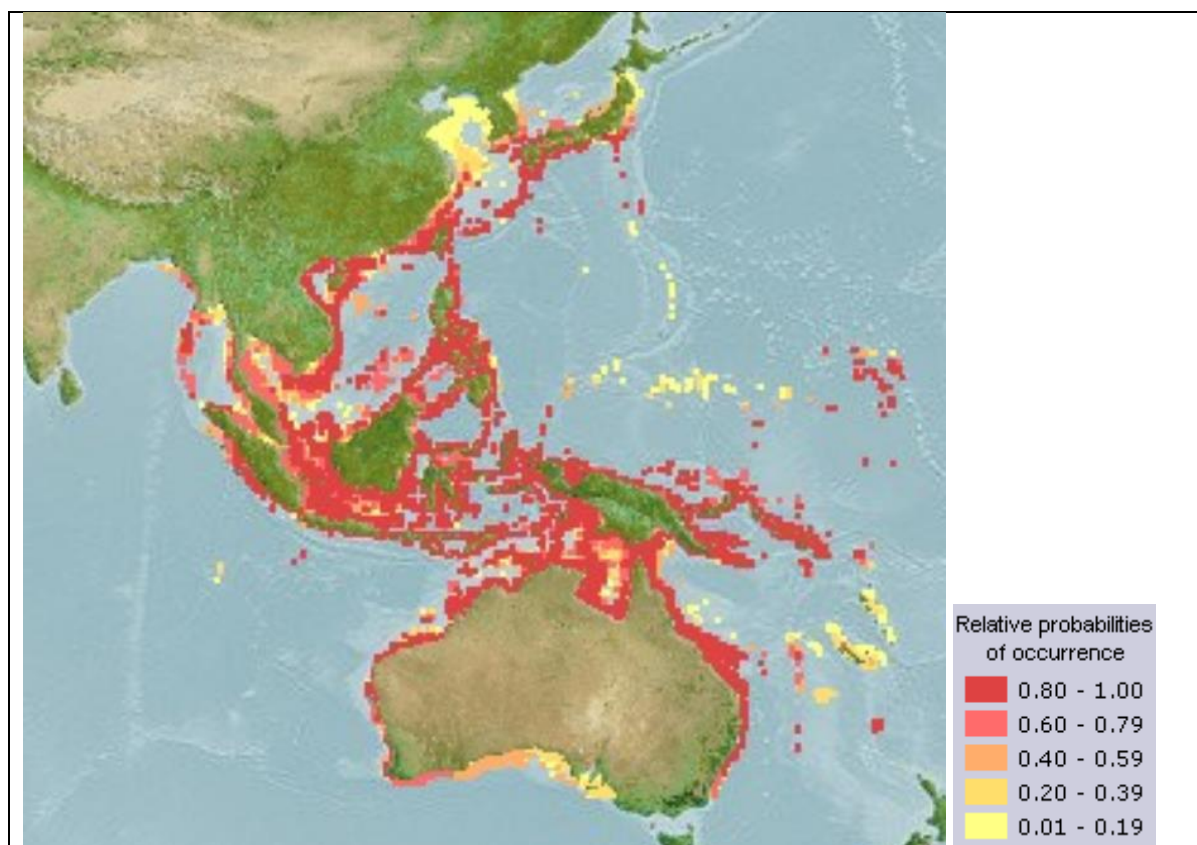 Relative probabilities
of occurrence
0.80 - 1.00
0.60 - 0.79
0.40 - 0.59
0.20 - 0.39
0.01 - 0.19